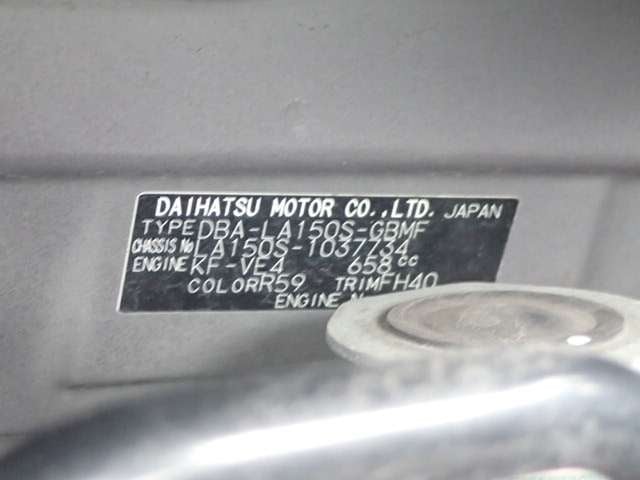 DAIHATSU MOTOR CO.,LTD. JAPAN
TYPE DBA-LA150S-GBMF
CHASSIS No LA150S-1037734
ENGINE KF-VE4 658cc
COLOR R59 TRIM FH40
ENGINE